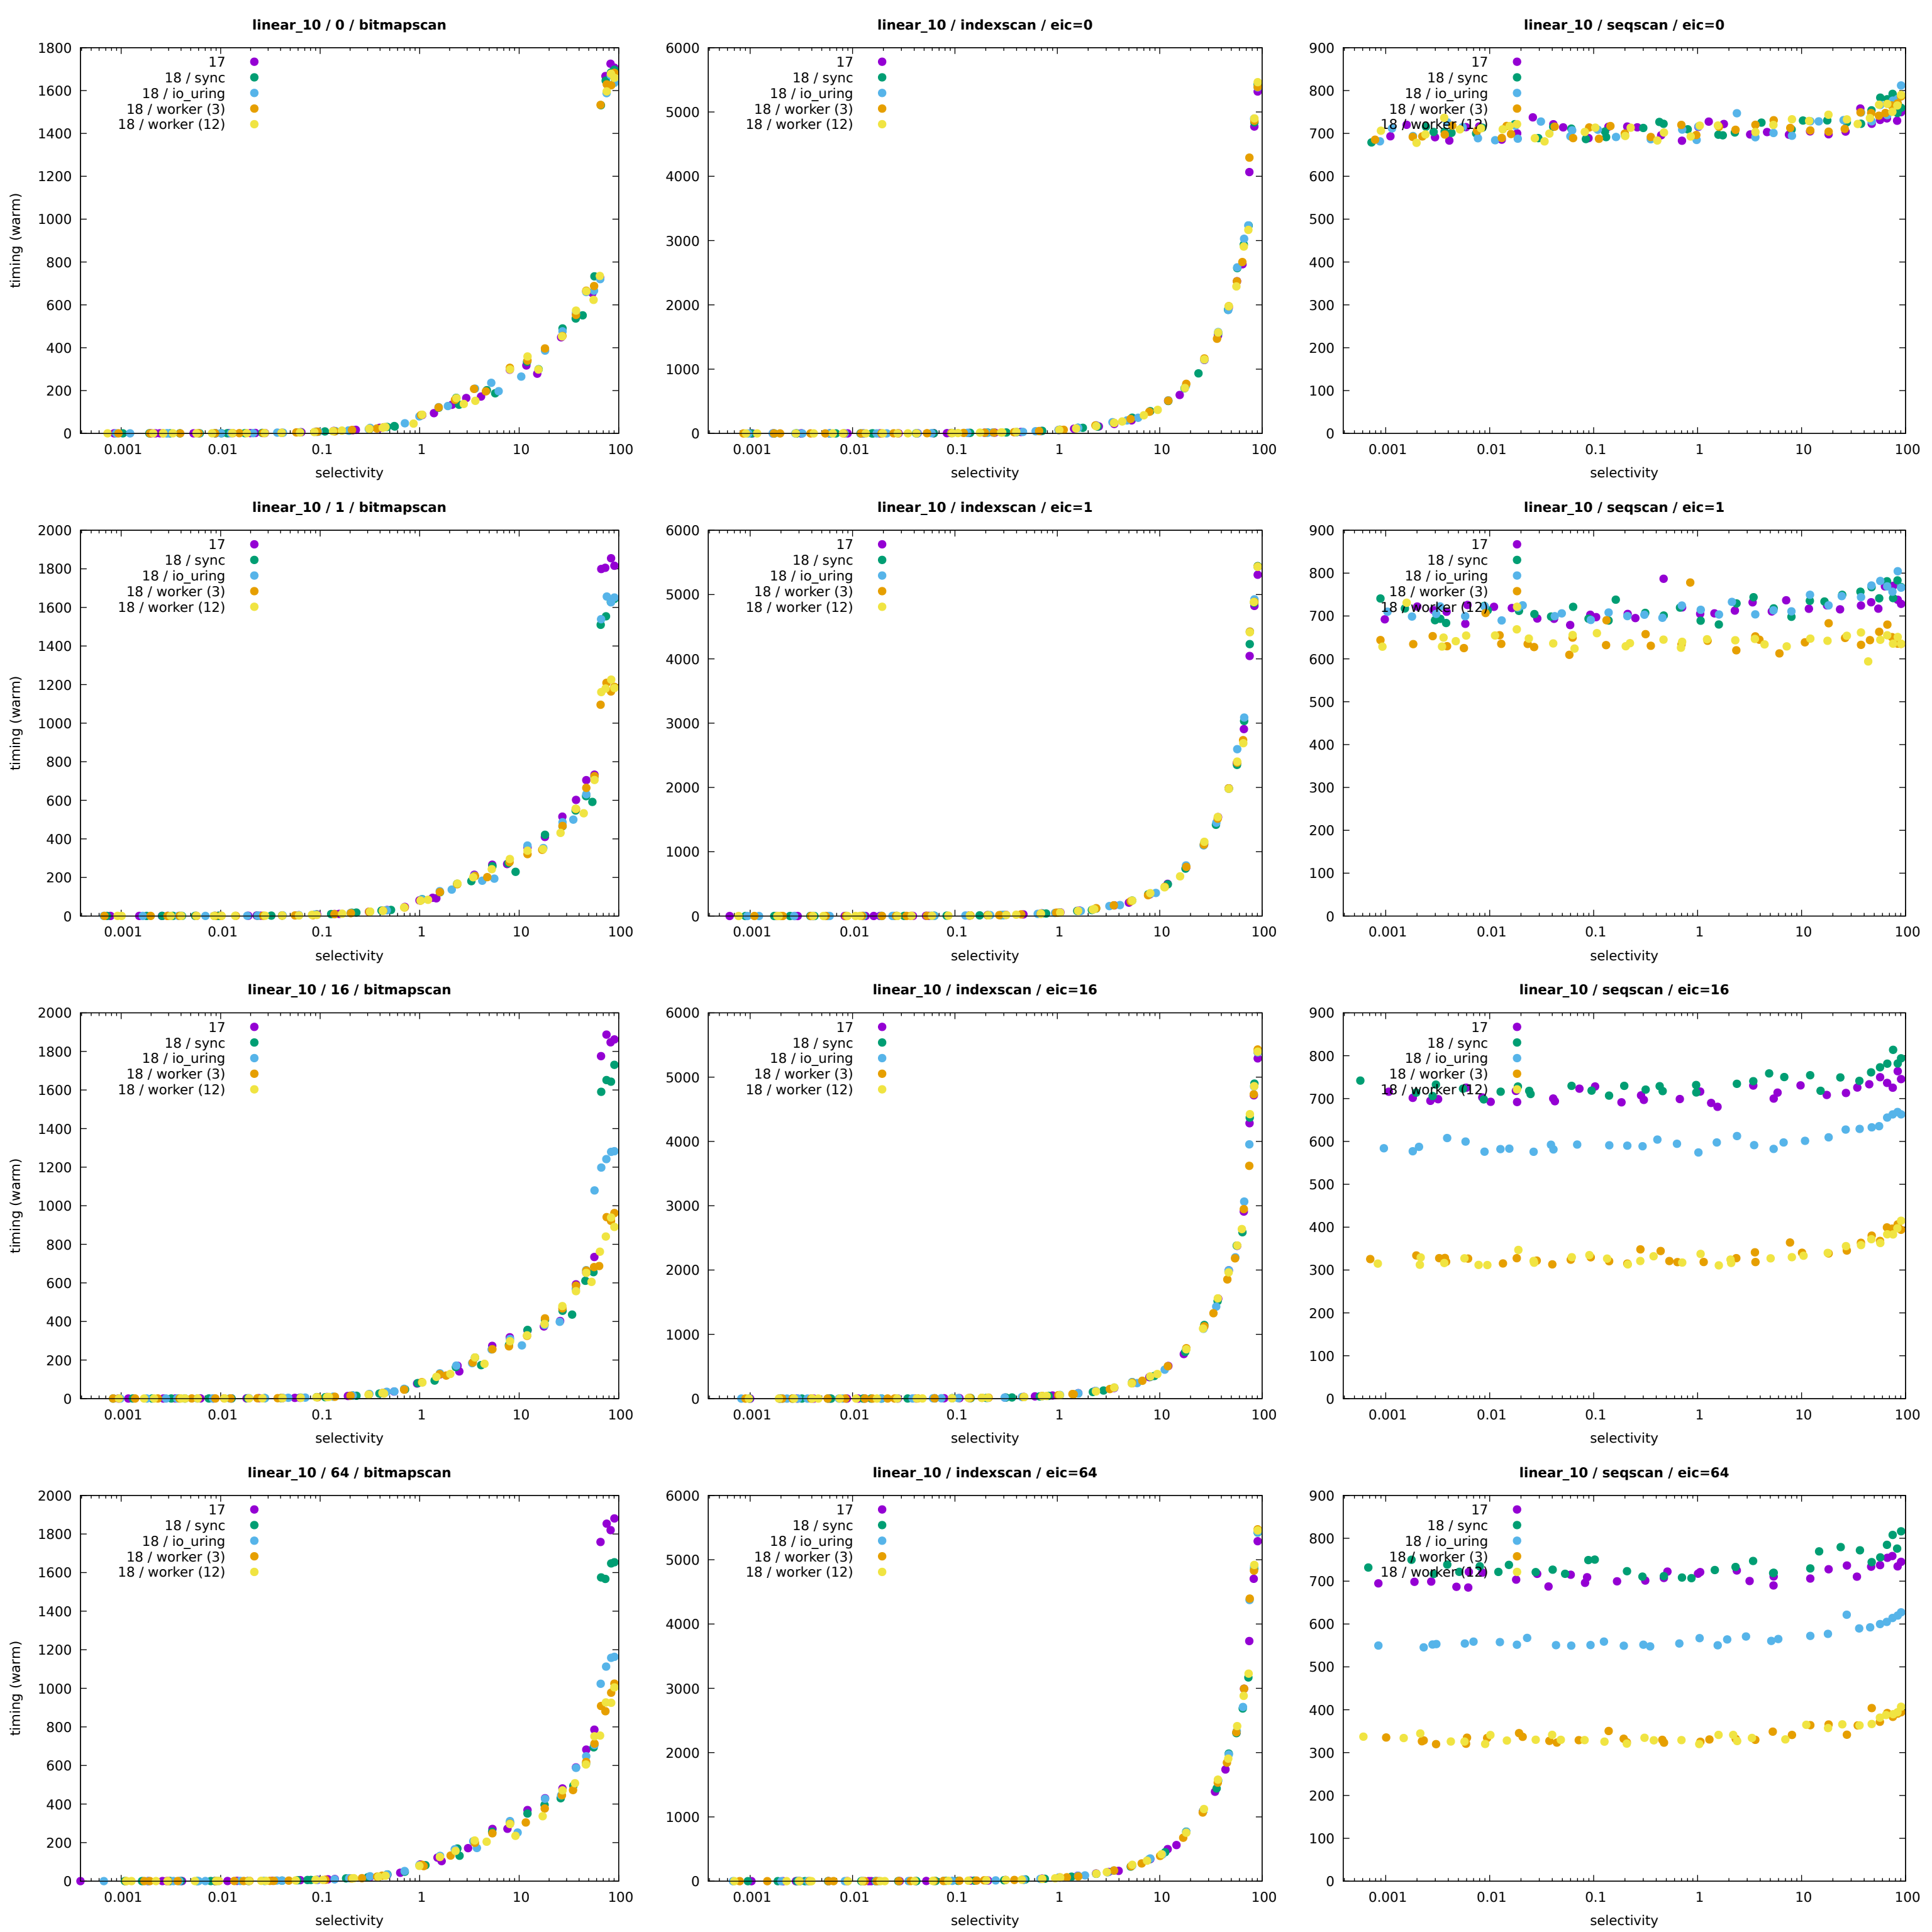 linear_10 / 0 / bitmapscan
1800
1600
1400
1200
1000
800
600
400
200
0
timing (warm)
17
18 / sync
18 / io_uring
18 / worker (3)
18 / worker (12)
0.001 0.01 0.1 1 10 100
selectivity
linear_10 / indexscan / eic=0
6000
5000
4000
3000
2000
1000
0
17
18 / sync
18 / io_uring
18 / worker (3)
18 / worker (12)
0.001 0.01 0.1 1 10 100
selectivity
linear_10 / seqscan / eic=0
900
800
700
600
500
400
300
200
100
0
17
18 / sync
18 / io_uring
18 / worker (3)
18 / worker (12)
0.001 0.01 0.1 1 10 100
selectivity
linear_10 / 1 / bitmapscan
2000
1800
1600
1400
1200
1000
800
600
400
200
0
timing (warm)
17
18 / sync
18 / io_uring
18 / worker (3)
18 / worker (12)
0.001 0.01 0.1 1 10 100
selectivity
linear_10 / indexscan / eic=1
6000
5000
4000
3000
2000
1000
0
17
18 / sync
18 / io_uring
18 / worker (3)
18 / worker (12)
0.001 0.01 0.1 1 10 100
selectivity
linear_10 / seqscan / eic=1
900
800
700
600
500
400
300
200
100
0
17
18 / sync
18 / io_uring
18 / worker (3)
18 / worker (12)
0.001 0.01 0.1 1 10 100
selectivity
linear_10 / 16 / bitmapscan
2000
1800
1600
1400
1200
1000
800
600
400
200
0
timing (warm)
17
18 / sync
18 / io_uring
18 / worker (3)
18 / worker (12)
0.001 0.01 0.1 1 10 100
selectivity
linear_10 / indexscan / eic=16
6000
5000
4000
3000
2000
1000
0
17
18 / sync
18 / io_uring
18 / worker (3)
18 / worker (12)
0.001 0.01 0.1 1 10 100
selectivity
linear_10 / seqscan / eic=16
900
800
700
600
500
400
300
200
100
0
17
18 / sync
18 / io_uring
18 / worker (3)
18 / worker (12)
0.001 0.01 0.1 1 10 100
selectivity
linear_10 / 64 / bitmapscan
2000
1800
1600
1400
1200
1000
800
600
400
200
0
timing (warm)
17
18 / sync
18 / io_uring
18 / worker (3)
18 / worker (12)
0.001 0.01 0.1 1 10 100
selectivity
linear_10 / indexscan / eic=64
6000
5000
4000
3000
2000
1000
0
17
18 / sync
18 / io_uring
18 / worker (3)
18 / worker (12)
0.001 0.01 0.1 1 10 100
selectivity
linear_10 / seqscan / eic=64
900
800
700
600
500
400
300
200
100
0
17
18 / sync
18 / io_uring
18 / worker (3)
18 / worker (12)
0.001 0.01 0.1 1 10 100
selectivity